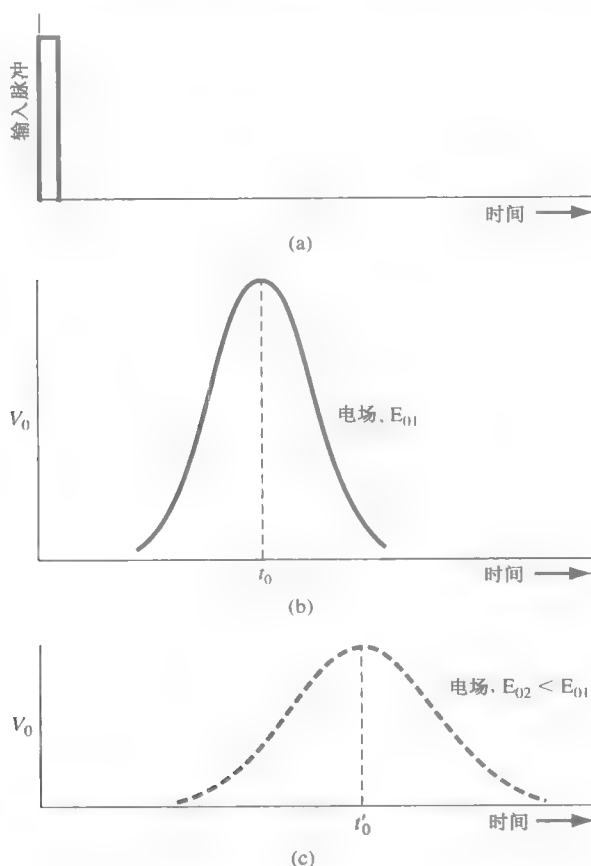 输入脉冲
时间
(a)
V₀
电场、E₀₁
t₀
时间
(b)
V₀
电场、E₀₂ < E₀₁
t′₀
时间
(c)